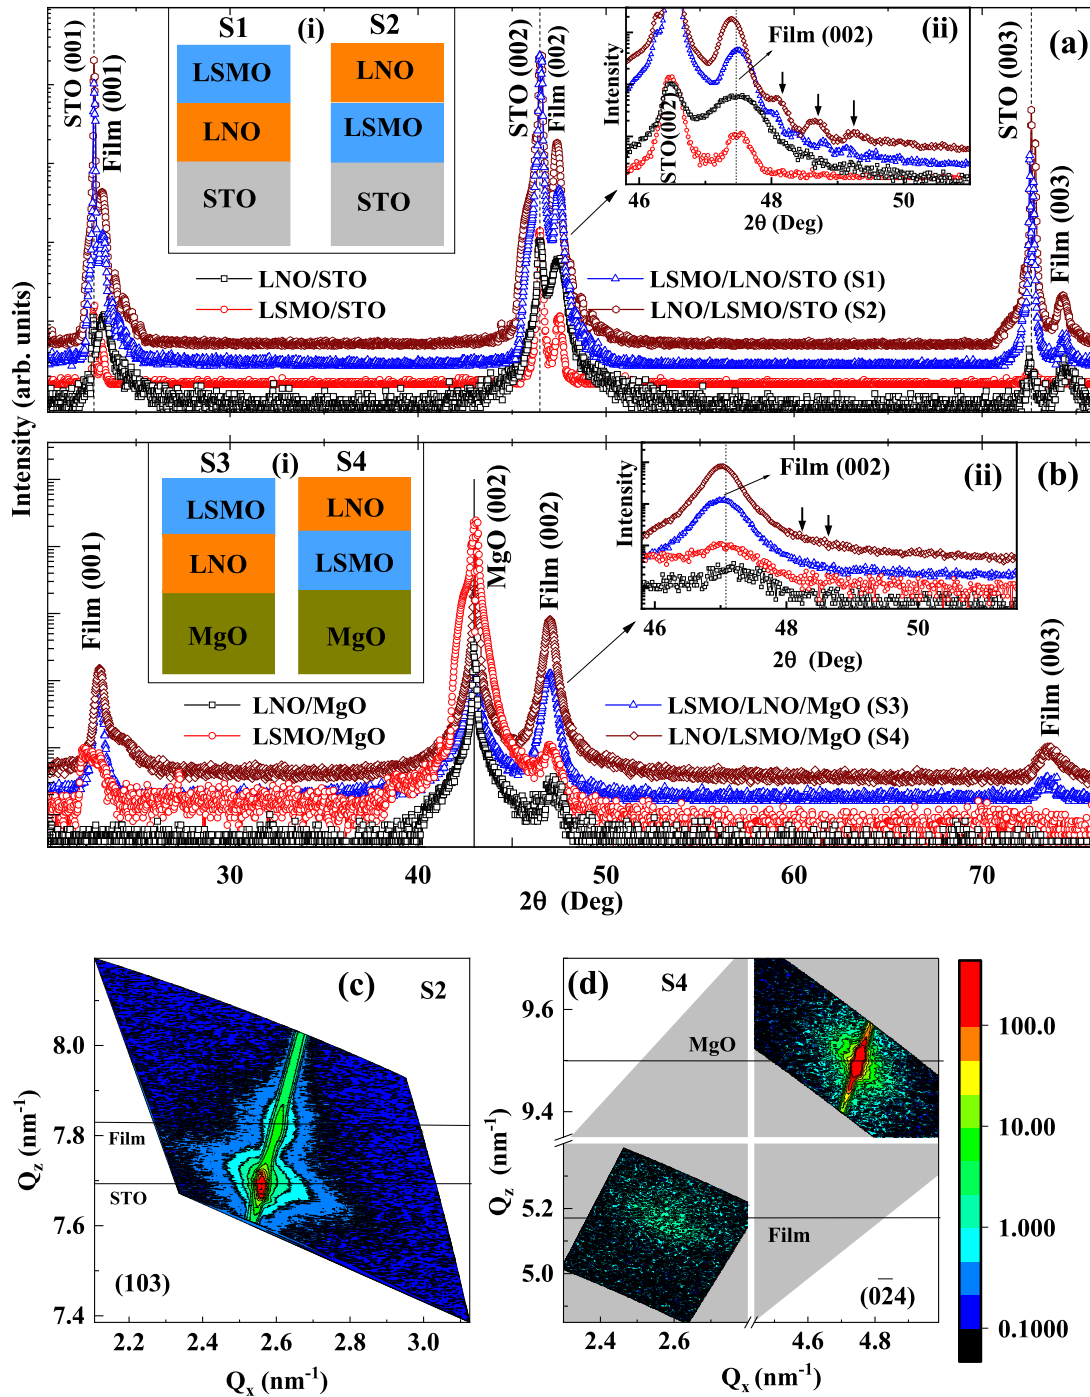 S1 (i) S2
LSMO LNO
LNO LSMO
STO STO
STO (001)
Film (001)
STO (002)
Film (002)
STO (003)
Film (003)
(a)
(ii)
Film (002)
STO(002)
Intensity
46 48 50
2θ (Deg)
LNO/STO
LSMO/STO
LSMO/LNO/STO (S1)
LNO/LSMO/STO (S2)
Intensity (arb. units)
S3 (i) S4
LSMO LNO
LNO LSMO
MgO MgO
Film (001)
MgO (002)
Film (002)
Film (003)
(b)
(ii)
Film (002)
Intensity
46 48 50
2θ (Deg)
LNO/MgO
LSMO/MgO
LSMO/LNO/MgO (S3)
LNO/LSMO/MgO (S4)
30 40 50 60 70
2θ (Deg)
(c) S2
8.0
7.8
7.6
7.4
Film
STO
(103)
Qz (nm-1)
2.2 2.4 2.6 2.8 3.0
Qx (nm-1)
(d) S4
9.6
9.4
5.2
5.0
MgO
Film
(024)
Qz (nm-1)
2.4 2.6 4.6 4.8
Qx (nm-1)
100.0
10.00
1.000
0.1000